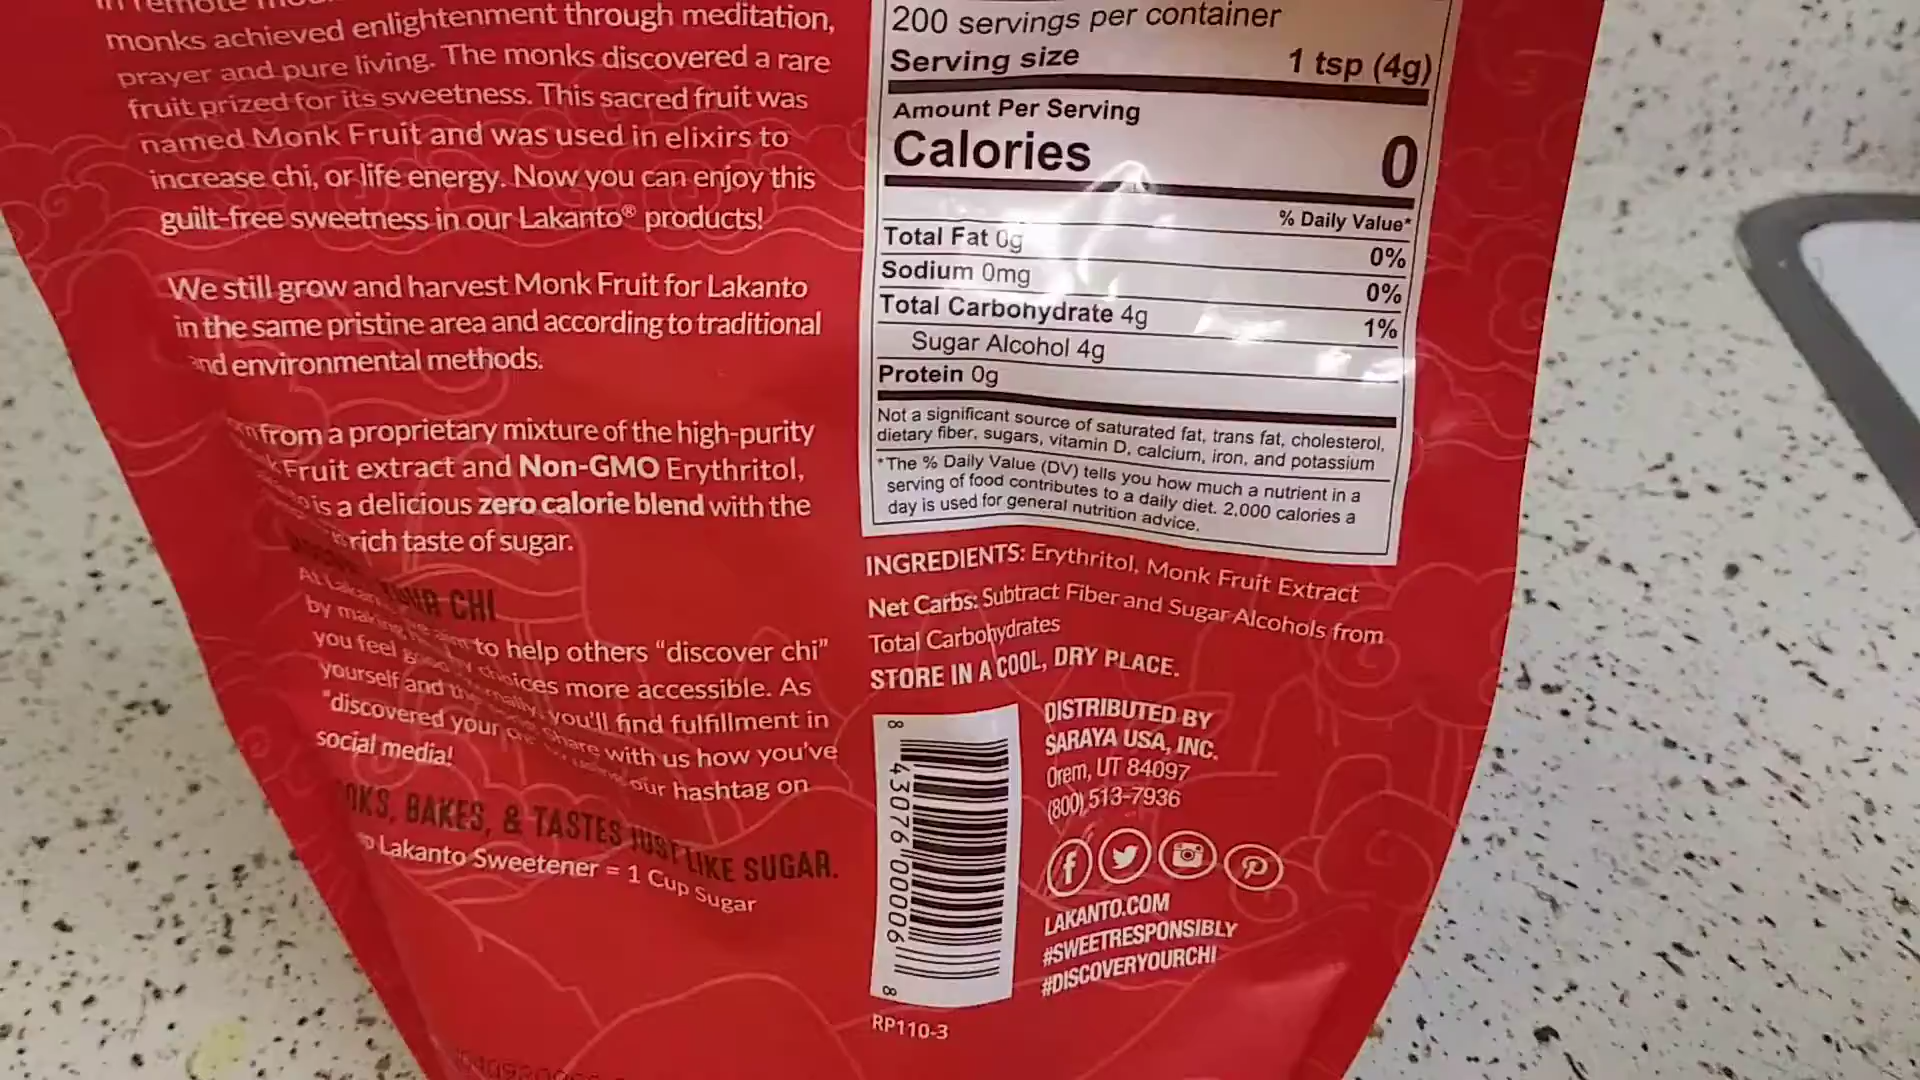 monks achieved enlightenment through meditation,
prayer and pure living. The monks discovered a rare
fruit prized for its sweetness. This sacred fruit was
named Monk Fruit and was used in elixirs to
increase chi, or life energy. Now you can enjoy this
guilt-free sweetness in our Lakanto® products!
We still grow and harvest Monk Fruit for Lakanto
in the same pristine area and according to traditional
and environmental methods.
from a proprietary mixture of the high-purity
Fruit extract and Non-GMO Erythritol,
is a delicious zero calorie blend with the
rich taste of sugar.
CHI
to help others "discover chi"
by making choices more accessible. As
you feel you'll find fulfillment in
yourself and share with us how you've
"discovered your our hashtag on
social media!
BAKES, & TASTES JUST LIKE SUGAR.
Lakanto Sweetener = 1 Cup Sugar
200 servings per container
Serving size 1 tsp (4g)
Amount Per Serving
Calories 0
% Daily Value*
Total Fat 0g 0%
Sodium 0mg 0%
Total Carbohydrate 4g 1%
Sugar Alcohol 4g
Protein 0g
Not a significant source of saturated fat, trans fat, cholesterol,
dietary fiber, sugars, vitamin D, calcium, iron, and potassium
*The % Daily Value (DV) tells you how much a nutrient in a
serving of food contributes to a daily diet. 2,000 calories a
day is used for general nutrition advice.
INGREDIENTS: Erythritol, Monk Fruit Extract
Net Carbs: Subtract Fiber and Sugar Alcohols from
Total Carbohydrates
STORE IN A COOL, DRY PLACE.
8 43076 00006 8
DISTRIBUTED BY
SARAYA USA, INC.
Orem, UT 84097
(800) 513-7936
LAKANTO.COM
#SWEETRESPONSIBLY
#DISCOVERYOURCHI
RP110-3